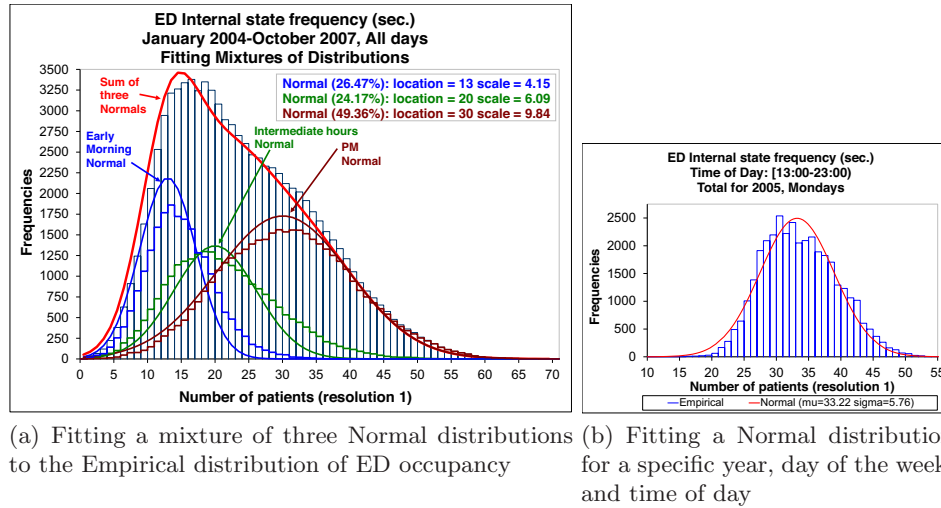 ED Internal state frequency (sec.)
January 2004-October 2007, All days
Fitting Mixtures of Distributions
Normal (26.47%): location = 13 scale = 4.15
Normal (24.17%): location = 20 scale = 6.09
Normal (49.36%): location = 30 scale = 9.84
Sum of
three
Normals
Early
Morning
Normal
Intermediate hours
Normal
PM
Normal
Frequencies
3500
3250
3000
2750
2500
2250
2000
1750
1500
1250
1000
750
500
250
0
0 5 10 15 20 25 30 35 40 45 50 55 60 65 70
Number of patients (resolution 1)
(a) Fitting a mixture of three Normal distributions
to the Empirical distribution of ED occupancy
ED Internal state frequency (sec.)
Time of Day: [13:00-23:00)
Total for 2005, Mondays
Frequencies
2500
2000
1500
1000
500
0
10 15 20 25 30 35 40 45 50 55
Number of patients (resolution 1)
Empirical Normal (mu=33.22 sigma=5.76)
(b) Fitting a Normal distributio
for a specific year, day of the week
and time of day